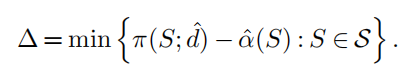 Δ = min { π(S; d̂) − α̂(S) : S ∈ 𝒮 } .